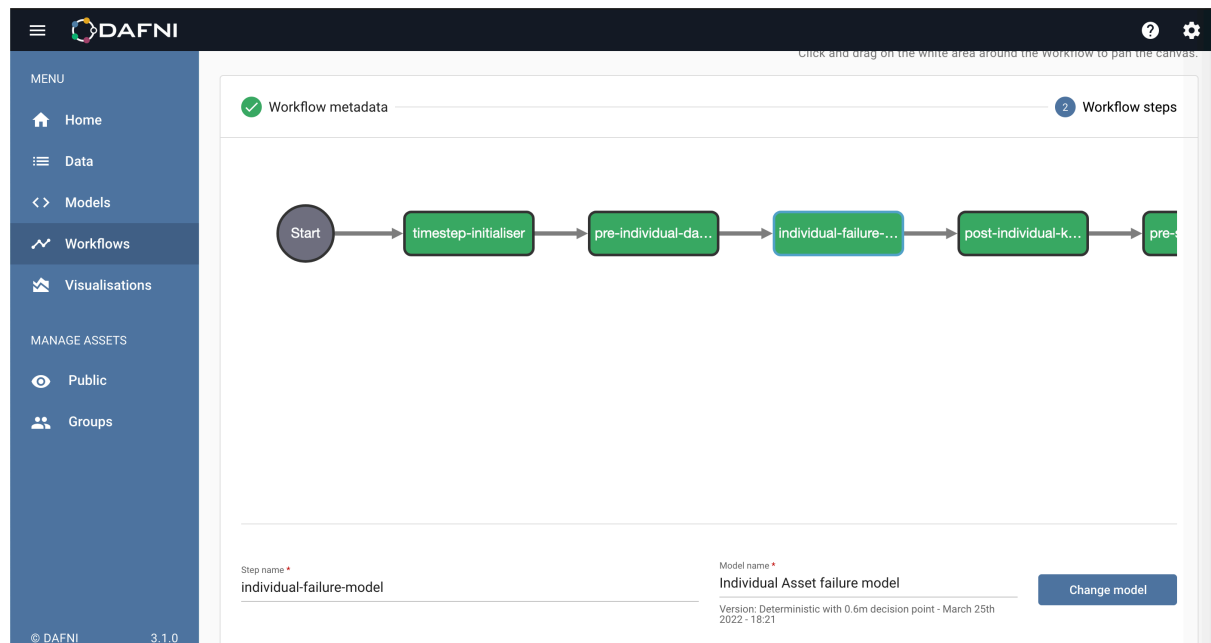 DAFNI
Click and drag on the white area around the Workflow to pan the canvas.
MENU
Home
Data
Models
Workflows
Visualisations
MANAGE ASSETS
Public
Groups
© DAFNI 3.1.0
Workflow metadata
2 Workflow steps
Start
timestep-initialiser
pre-individual-da...
individual-failure-...
post-individual-k...
pre-s
Step name *
individual-failure-model
Model name *
Individual Asset failure model
Version: Deterministic with 0.6m decision point - March 25th
2022 - 18:21
Change model